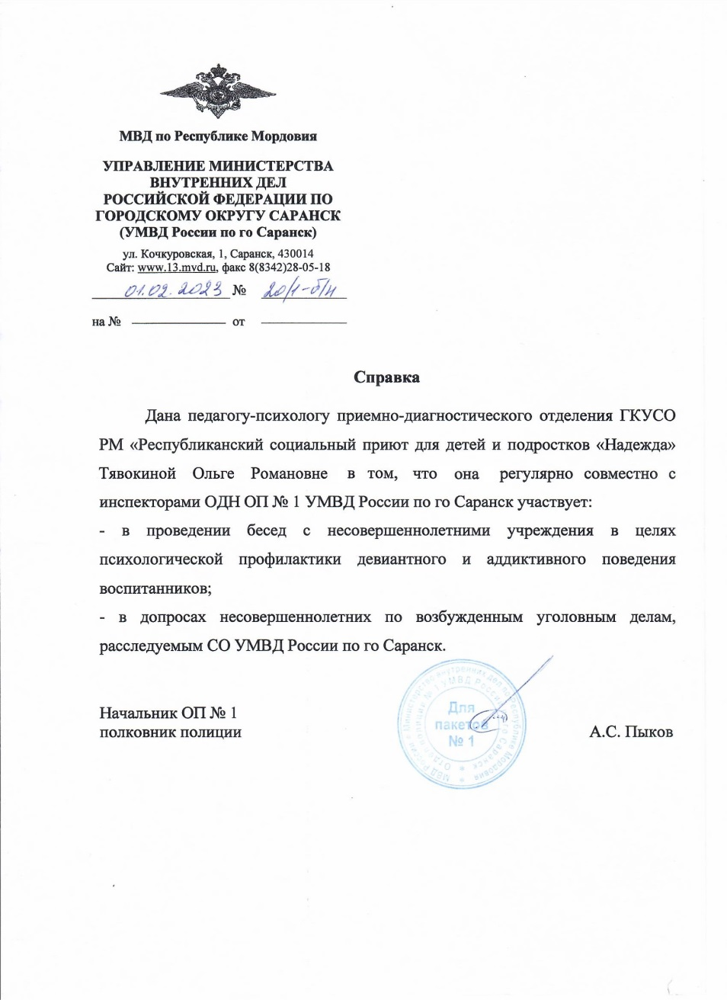 МВД по Республике Мордовия
УПРАВЛЕНИЕ МИНИСТЕРСТВА
ВНУТРЕННИХ ДЕЛ
РОССИЙСКОЙ ФЕДЕРАЦИИ ПО
ГОРОДСКОМУ ОКРУГУ САРАНСК
(УМВД России по го Саранск)
ул. Кочкуровская, 1, Саранск, 430014
Сайт: www.13.mvd.ru, факс 8(8342)28-05-18
01.02.2023 № 20/1-б/н
на № от
Справка
Дана педагогу-психологу приемно-диагностического отделения ГКУСО
РМ «Республиканский социальный приют для детей и подростков «Надежда»
Тявокиной Ольге Романовне в том, что она регулярно совместно с
инспекторами ОДН ОП № 1 УМВД России по го Саранск участвует:
- в проведении бесед с несовершеннолетними учреждения в целях
психологической профилактики девиантного и аддиктивного поведения
воспитанников;
- в допросах несовершеннолетних по возбужденным уголовным делам,
расследуемым СО УМВД России по го Саранск.
Начальник ОП № 1
полковник полиции
А.С. Пыков
Для
пакетов
№ 1